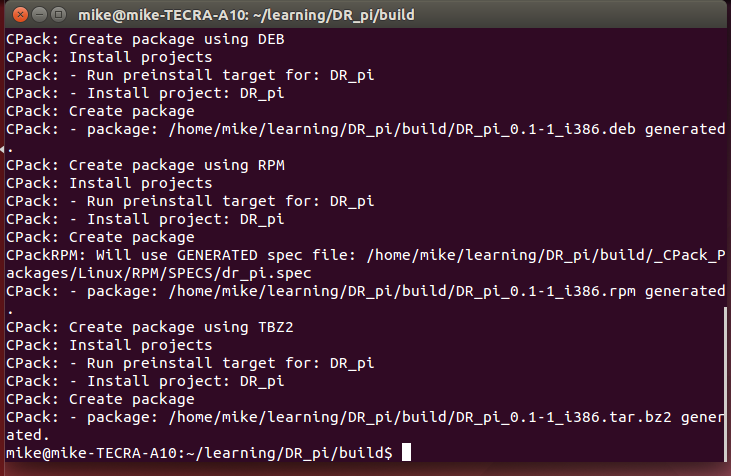 mike@mike-TECRA-A10: ~/learning/DR_pi/build
CPack: Create package using DEB
CPack: Install projects
CPack: - Run preinstall target for: DR_pi
CPack: - Install project: DR_pi
CPack: Create package
CPack: - package: /home/mike/learning/DR_pi/build/DR_pi_0.1-1_i386.deb generated
.
CPack: Create package using RPM
CPack: Install projects
CPack: - Run preinstall target for: DR_pi
CPack: - Install project: DR_pi
CPack: Create package
CPackRPM: Will use GENERATED spec file: /home/mike/learning/DR_pi/build/_CPack_P
ackages/Linux/RPM/SPECS/dr_pi.spec
CPack: - package: /home/mike/learning/DR_pi/build/DR_pi_0.1-1_i386.rpm generated
.
CPack: Create package using TBZ2
CPack: Install projects
CPack: - Run preinstall target for: DR_pi
CPack: - Install project: DR_pi
CPack: Create package
CPack: - package: /home/mike/learning/DR_pi/build/DR_pi_0.1-1_i386.tar.bz2 gener
ated.
mike@mike-TECRA-A10:~/learning/DR_pi/build$